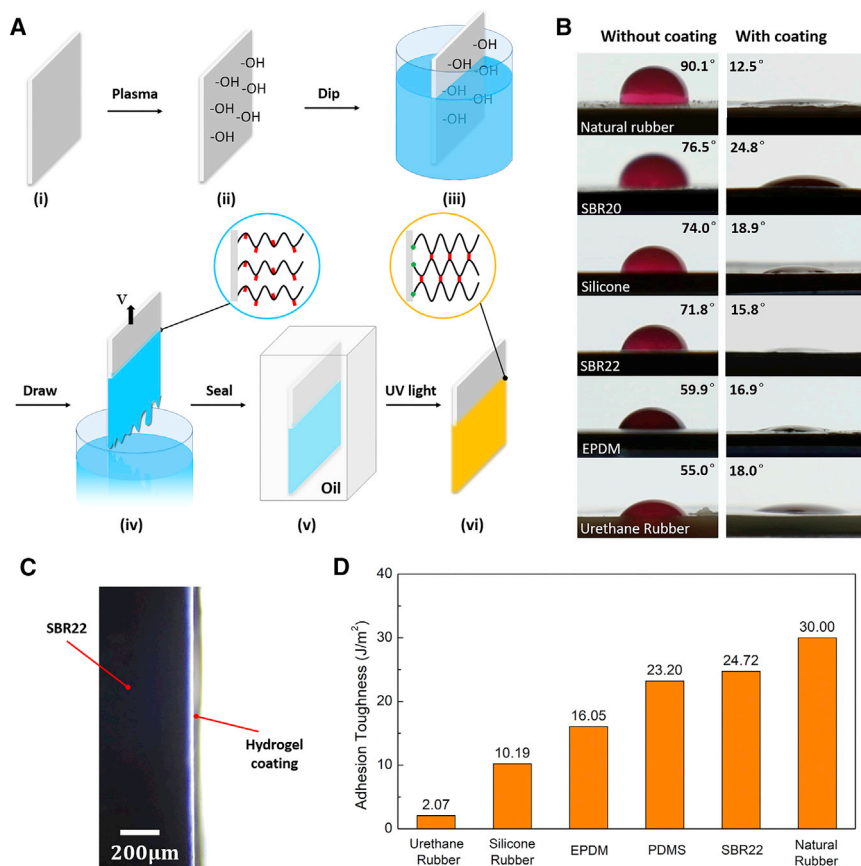 A
Plasma
Dip
-OH
-OH
-OH
-OH
-OH
-OH
-OH
-OH
-OH
-OH
-OH
-OH
(i)
(ii)
(iii)
v
Draw
Seal
UV light
Oil
(iv)
(v)
(vi)
B
Without coating
With coating
90.1°
12.5°
Natural rubber
76.5°
24.8°
SBR20
74.0°
18.9°
Silicone
71.8°
15.8°
SBR22
59.9°
16.9°
EPDM
55.0°
18.0°
Urethane Rubber
C
SBR22
Hydrogel
coating
200μm
D
Adhesion Toughness (J/m²)
40
30
20
10
0
2.07
10.19
16.05
23.20
24.72
30.00
Urethane
Rubber
Silicone
Rubber
EPDM
PDMS
SBR22
Natural
Rubber